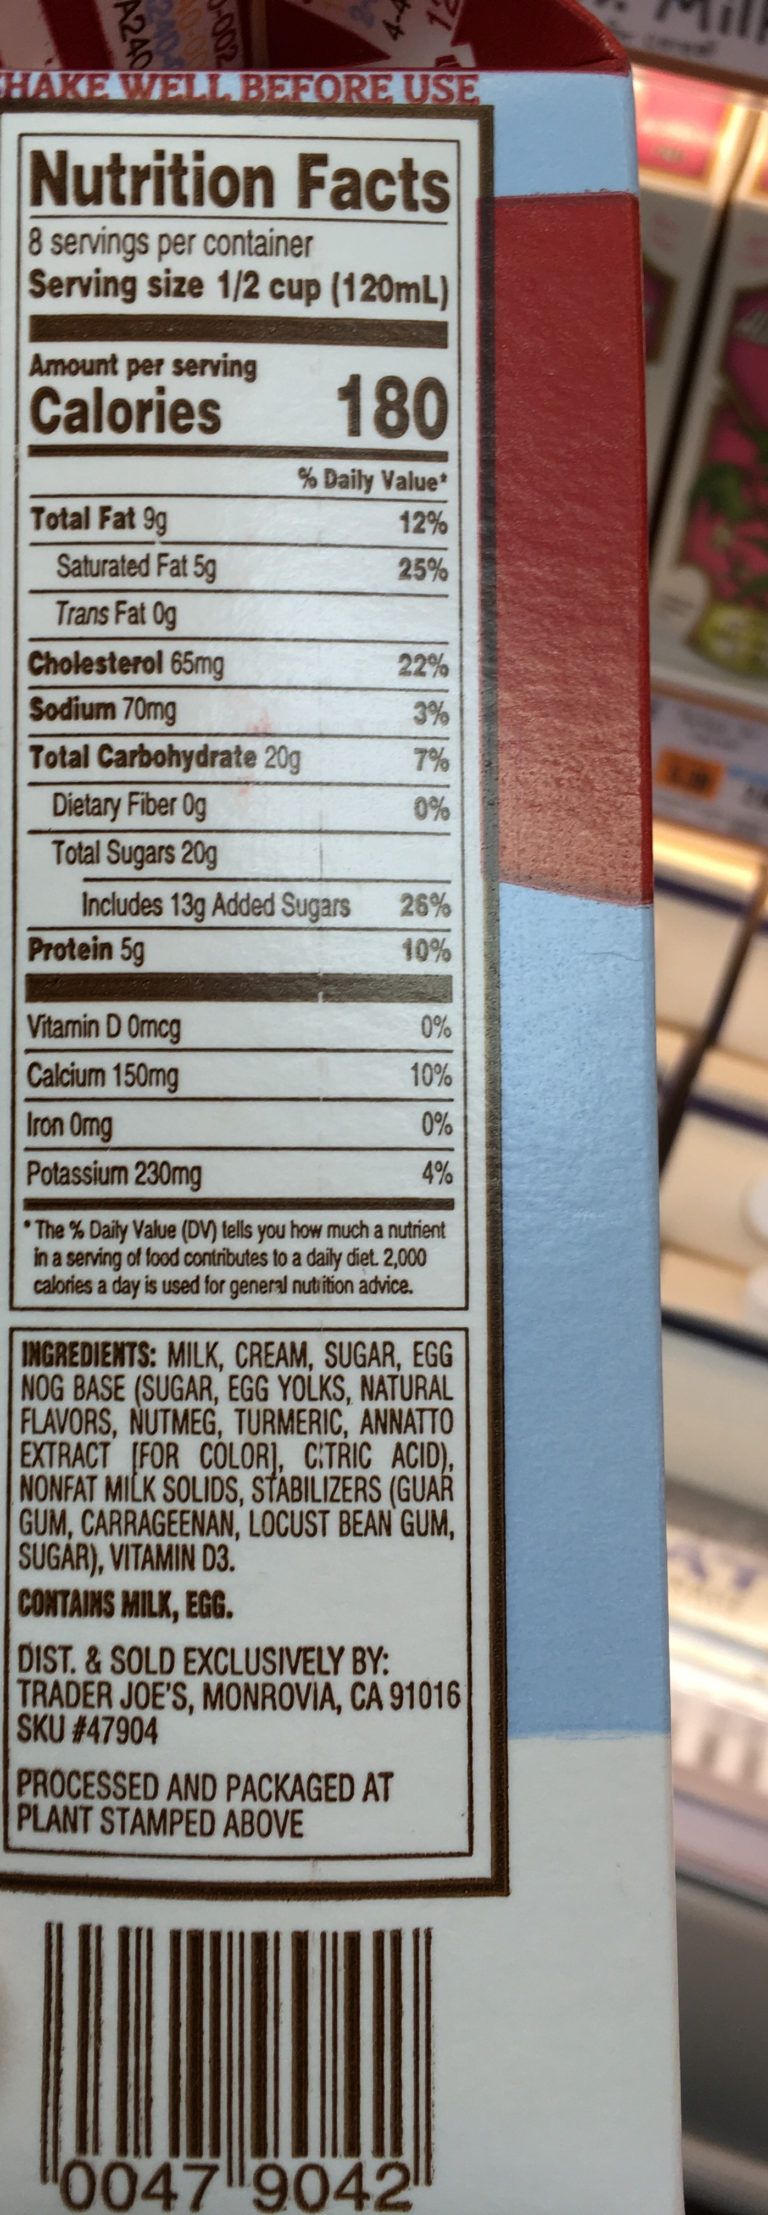 HAKE WELL BEFORE USE
Nutrition Facts
8 servings per container
Serving size 1/2 cup (120mL)
Amount per serving
Calories 180
% Daily Value*
Total Fat 9g 12%
Saturated Fat 5g 25%
Trans Fat 0g
Cholesterol 65mg 22%
Sodium 70mg 3%
Total Carbohydrate 20g 7%
Dietary Fiber 0g 0%
Total Sugars 20g
Includes 13g Added Sugars 26%
Protein 5g 10%
Vitamin D 0mcg 0%
Calcium 150mg 10%
Iron 0mg 0%
Potassium 230mg 4%
* The % Daily Value (DV) tells you how much a nutrient
in a serving of food contributes to a daily diet. 2,000
calories a day is used for general nutrition advice.
INGREDIENTS: MILK, CREAM, SUGAR, EGG
NOG BASE (SUGAR, EGG YOLKS, NATURAL
FLAVORS, NUTMEG, TURMERIC, ANNATTO
EXTRACT [FOR COLOR], CITRIC ACID),
NONFAT MILK SOLIDS, STABILIZERS (GUAR
GUM, CARRAGEENAN, LOCUST BEAN GUM,
SUGAR), VITAMIN D3.
CONTAINS MILK, EGG.
DIST. & SOLD EXCLUSIVELY BY:
TRADER JOE'S, MONROVIA, CA 91016
SKU #47904
PROCESSED AND PACKAGED AT
PLANT STAMPED ABOVE
0047 9042